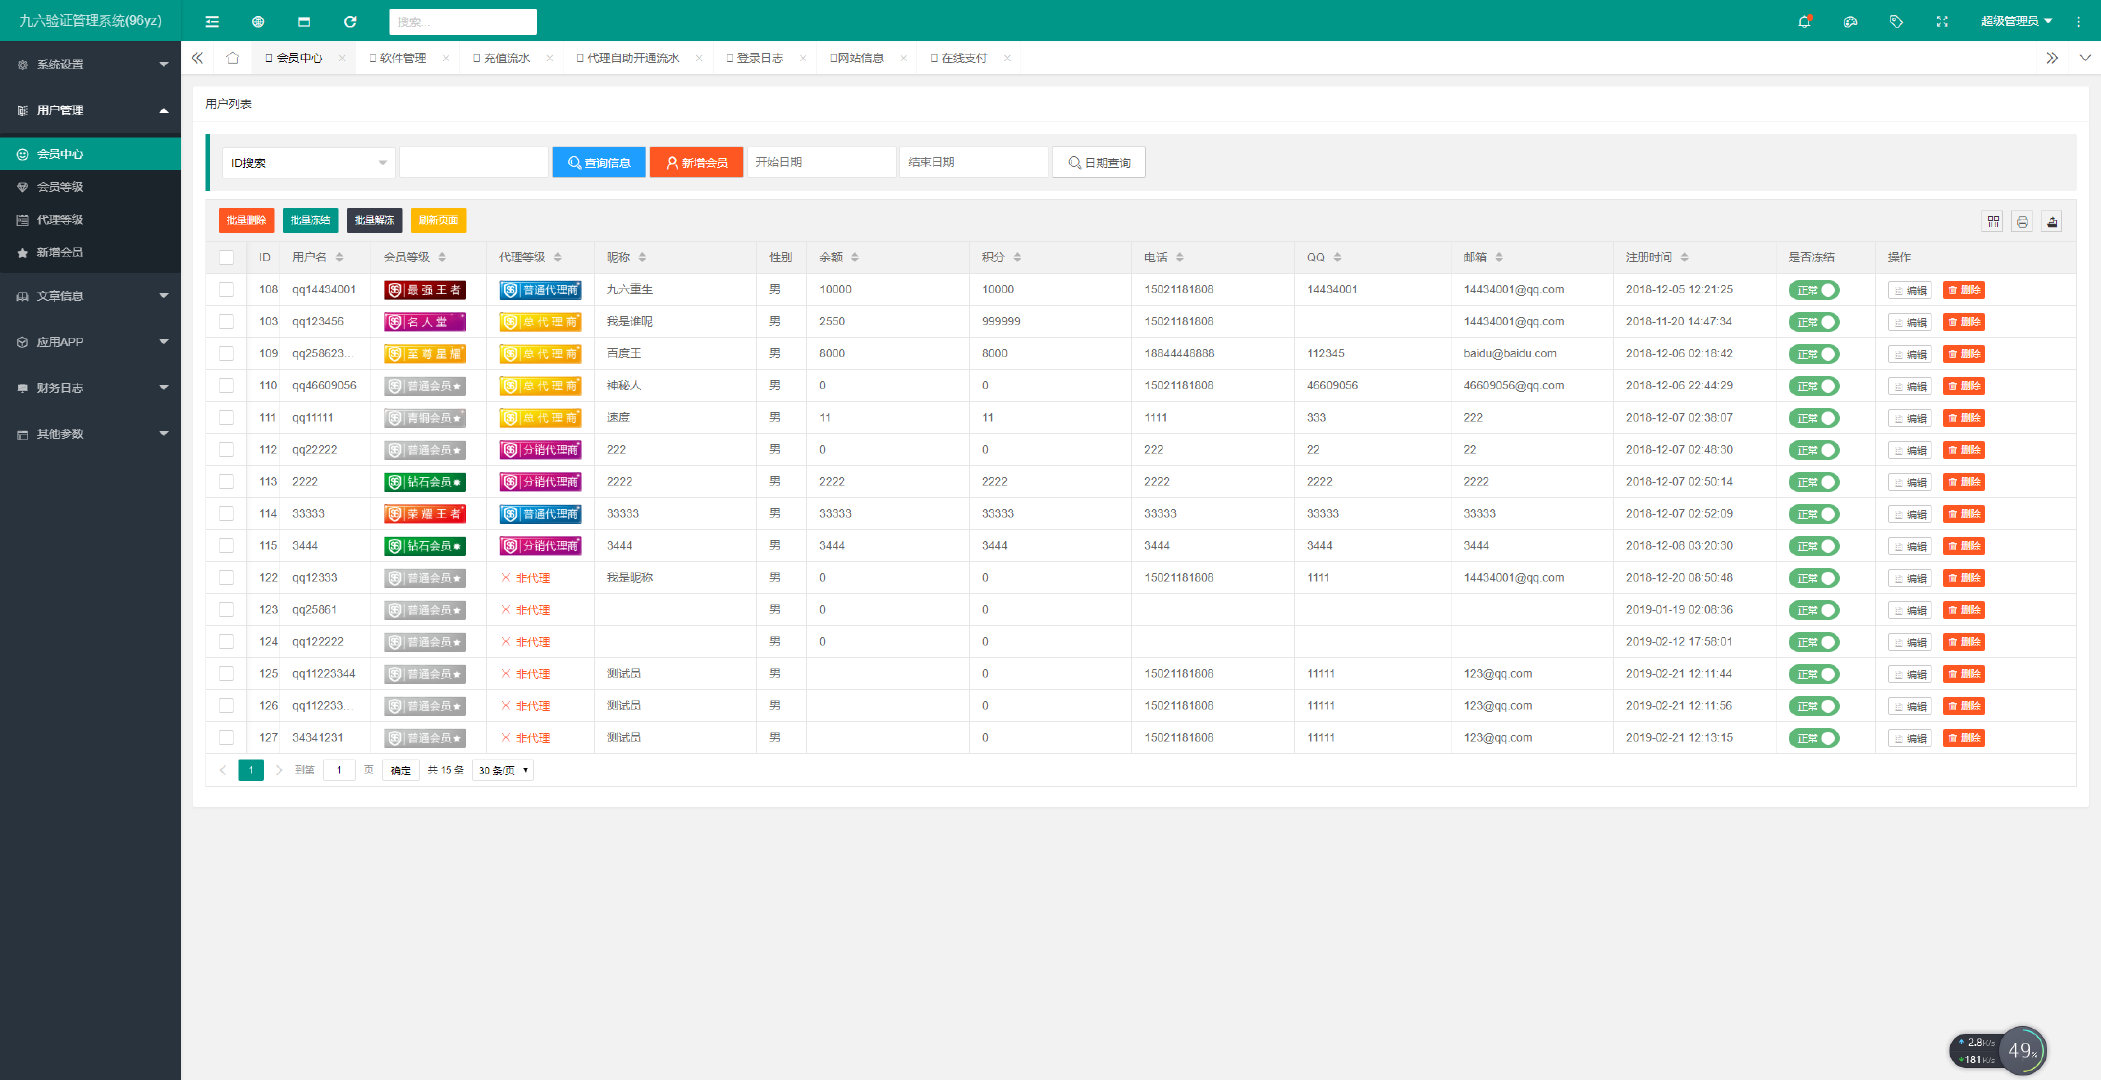 九六验证管理系统(96yz) 搜索... 超级管理员
系统设置
用户管理
会员中心
会员等级
代理等级
新增会员
文章信息
应用APP
财务日志
其他参数
会员中心 软件管理 充值流水 代理自助开通流水 登录日志 网站信息 在线支付
用户列表
ID搜索 查询信息 新增会员 开始日期 结束日期 日期查询
批量删除 批量冻结 批量解冻 刷新页面
ID 用户名 会员等级 代理等级 昵称 性别 余额 积分 电话 QQ 邮箱 注册时间 是否冻结 操作
108 qq14434001 最强王者 普通代理商 九六重生 男 10000 10000 15021181808 14434001 14434001@qq.com 2018-12-05 12:21:25 正常 编辑 删除
103 qq123456 名人堂 总代理商 我是谁呢 男 2550 999999 15021181808 14434001@qq.com 2018-11-20 14:47:34 正常 编辑 删除
109 qq258623... 至尊星耀 总代理商 百度王 男 8000 8000 18844448888 112345 baidu@baidu.com 2018-12-06 02:18:42 正常 编辑 删除
110 qq46609056 普通会员 总代理商 神秘人 男 0 0 15021181808 46609056 46609056@qq.com 2018-12-06 22:44:29 正常 编辑 删除
111 qq11111 青铜会员 总代理商 速度 男 11 11 1111 333 222 2018-12-07 02:38:07 正常 编辑 删除
112 qq22222 普通会员 分销代理商 222 男 0 0 222 22 22 2018-12-07 02:48:30 正常 编辑 删除
113 2222 钻石会员 分销代理商 2222 男 2222 2222 2222 2222 2222 2018-12-07 02:50:14 正常 编辑 删除
114 33333 荣耀王者 普通代理商 33333 男 33333 33333 33333 33333 33333 2018-12-07 02:52:09 正常 编辑 删除
115 3444 钻石会员 分销代理商 3444 男 3444 3444 3444 3444 3444 2018-12-08 03:20:30 正常 编辑 删除
122 qq12333 普通会员 非代理 我是昵称 男 0 0 15021181808 1111 14434001@qq.com 2018-12-20 08:50:48 正常 编辑 删除
123 qq25861 普通会员 非代理 男 0 0 2019-01-19 02:08:36 正常 编辑 删除
124 qq122222 普通会员 非代理 男 0 0 2019-02-12 17:58:01 正常 编辑 删除
125 qq11223344 普通会员 非代理 测试员 男 0 15021181808 11111 123@qq.com 2019-02-21 12:11:44 正常 编辑 删除
126 qq112233... 普通会员 非代理 测试员 男 0 15021181808 11111 123@qq.com 2019-02-21 12:11:56 正常 编辑 删除
127 34341231 普通会员 非代理 测试员 男 0 15021181808 11111 123@qq.com 2019-02-21 12:13:15 正常 编辑 删除
1 到第 1 页 确定 共 15 条 30 条/页
2.8K/s
181K/s
49%